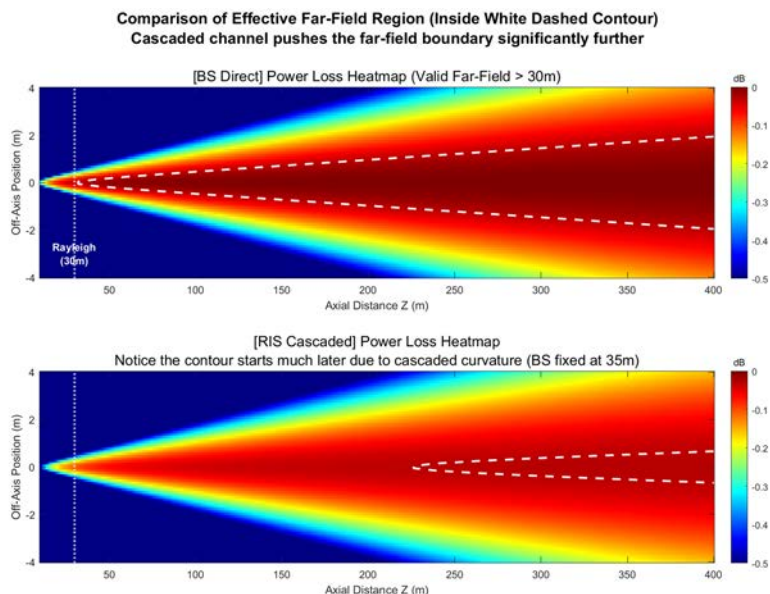 Comparison of Effective Far-Field Region (Inside White Dashed Contour)
Cascaded channel pushes the far-field boundary significantly further
[BS Direct] Power Loss Heatmap (Valid Far-Field > 30m)
dB
4
2
0
-2
-4
Off-Axis Position (m)
Rayleigh
(30m)
50
100
150
200
250
300
350
400
Axial Distance Z (m)
0
-0.1
-0.2
-0.3
-0.4
-0.5
[RIS Cascaded] Power Loss Heatmap
Notice the contour starts much later due to cascaded curvature (BS fixed at 35m)
dB
4
2
0
-2
-4
Off-Axis Position (m)
50
100
150
200
250
300
350
400
Axial Distance Z (m)
0
-0.1
-0.2
-0.3
-0.4
-0.5